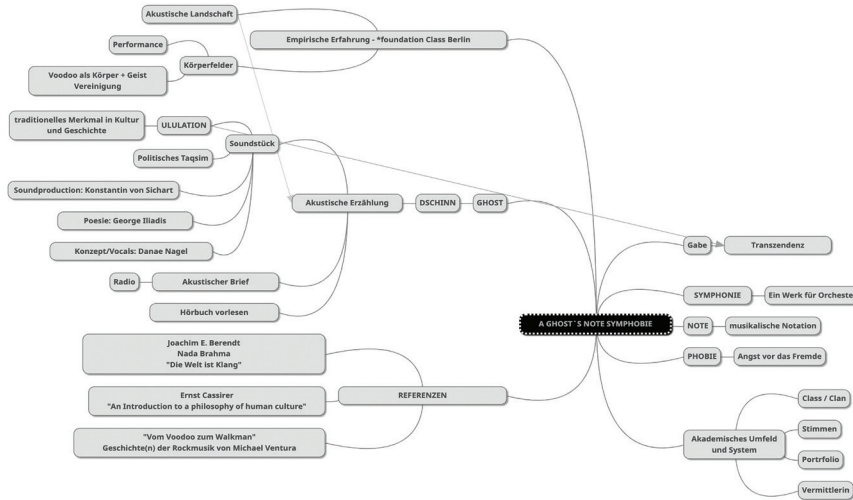 Akustische Landschaft
Empirische Erfahrung - *foundation Class Berlin
Performance
Körperfelder
Voodoo als Körper + Geist
Vereinigung
traditionelles Merkmal in Kultur
und Geschichte
ULULATION
Soundstück
Politisches Taqsim
Soundproduction: Konstantin von Sichart
Poesie: George Iliadis
Konzept/Vocals: Danae Nagel
Akustische Erzählung
DSCHINN
GHOST
Radio
Akustischer Brief
Hörbuch vorlesen
Joachim E. Berendt
Nada Brahma
"Die Welt ist Klang"
Ernst Cassirer
"An Introduction to a philosophy of human culture"
"Vom Voodoo zum Walkman"
Geschichte(n) der Rockmusik von Michael Ventura
REFERENZEN
A GHOST`S NOTE SYMPHOBIE
Gabe
Transzendenz
SYMPHONIE
Ein Werk für Orcheste
NOTE
musikalische Notation
PHOBIE
Angst vor das Fremde
Akademisches Umfeld
und System
Class / Clan
Stimmen
Portrfolio
Vermittlerin